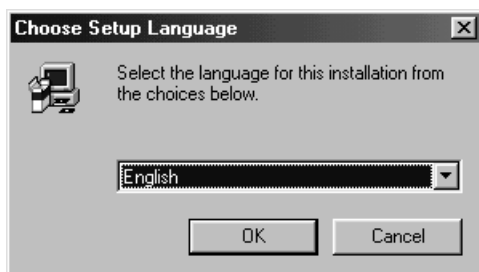 Choose Setup Language
Select the language for this installation from
the choices below.
English
OK
Cancel